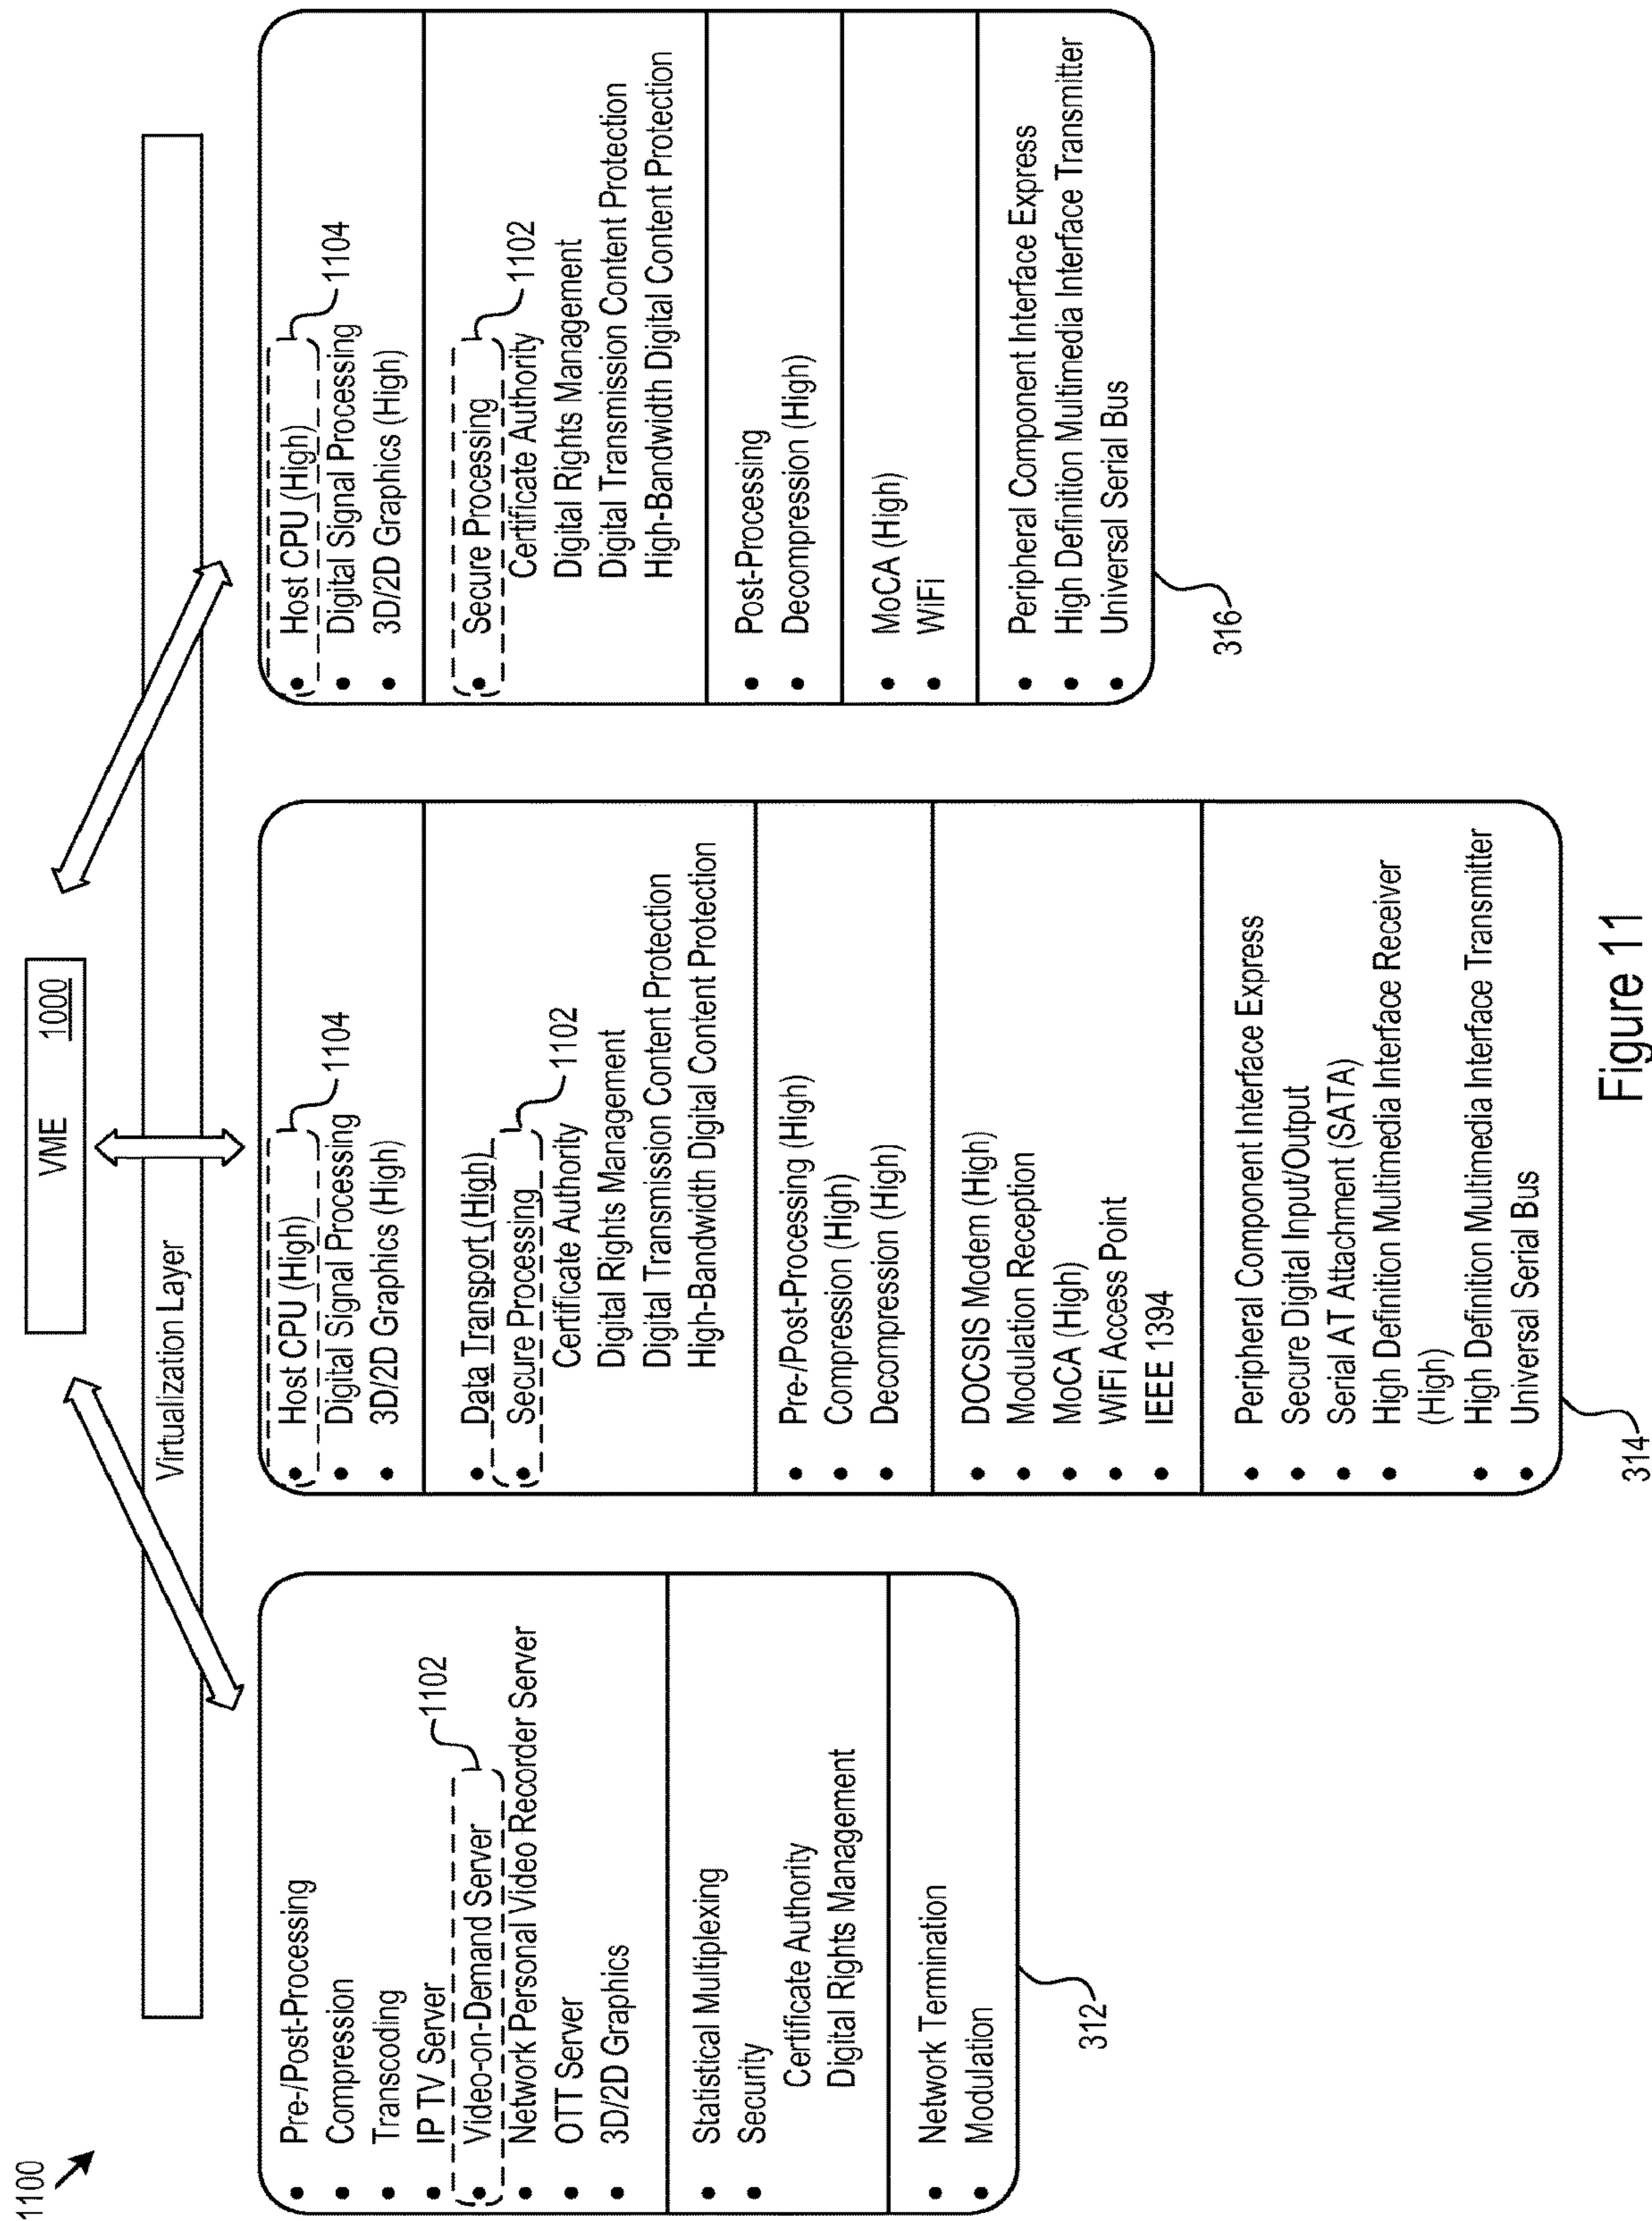 1100
VME 1000
Virtualization Layer
Pre-/Post-Processing
Compression
Transcoding
IP TV Server
Video-on-Demand Server
1102
Network Personal Video Recorder Server
OTT Server
3D/2D Graphics
Statistical Multiplexing
Security
Certificate Authority
Digital Rights Management
Network Termination
Modulation
312
Host CPU (High)
1104
Digital Signal Processing
3D/2D Graphics (High)
Data Transport (High)
Secure Processing
1102
Certificate Authority
Digital Rights Management
Digital Transmission Content Protection
High-Bandwidth Digital Content Protection
Pre-/Post-Processing (High)
Compression (High)
Decompression (High)
DOCSIS Modem (High)
Modulation Reception
MoCA (High)
WiFi Access Point
IEEE 1394
Peripheral Component Interface Express
Secure Digital Input/Output
Serial AT Attachment (SATA)
High Definition Multimedia Interface Receiver
(High)
High Definition Multimedia Interface Transmitter
Universal Serial Bus
314
Host CPU (High)
1104
Digital Signal Processing
3D/2D Graphics (High)
Secure Processing
1102
Certificate Authority
Digital Rights Management
Digital Transmission Content Protection
High-Bandwidth Digital Content Protection
Post-Processing
Decompression (High)
MoCA (High)
WiFi
Peripheral Component Interface Express
High Definition Multimedia Interface Transmitter
Universal Serial Bus
316
Figure 11